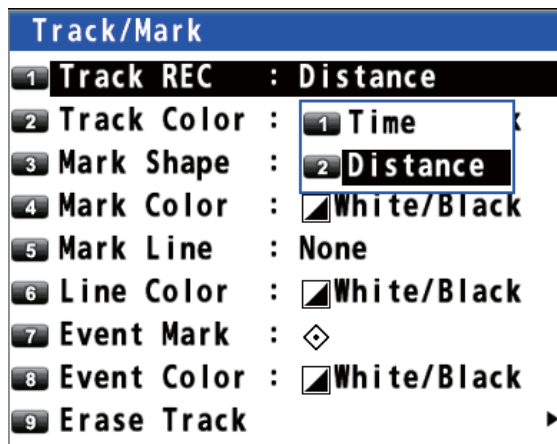 Track/Mark
1 Track REC : Distance
2 Track Color :
1 Time
3 Mark Shape :
2 Distance
4 Mark Color : White/Black
5 Mark Line : None
6 Line Color : White/Black
7 Event Mark :
8 Event Color : White/Black
9 Erase Track